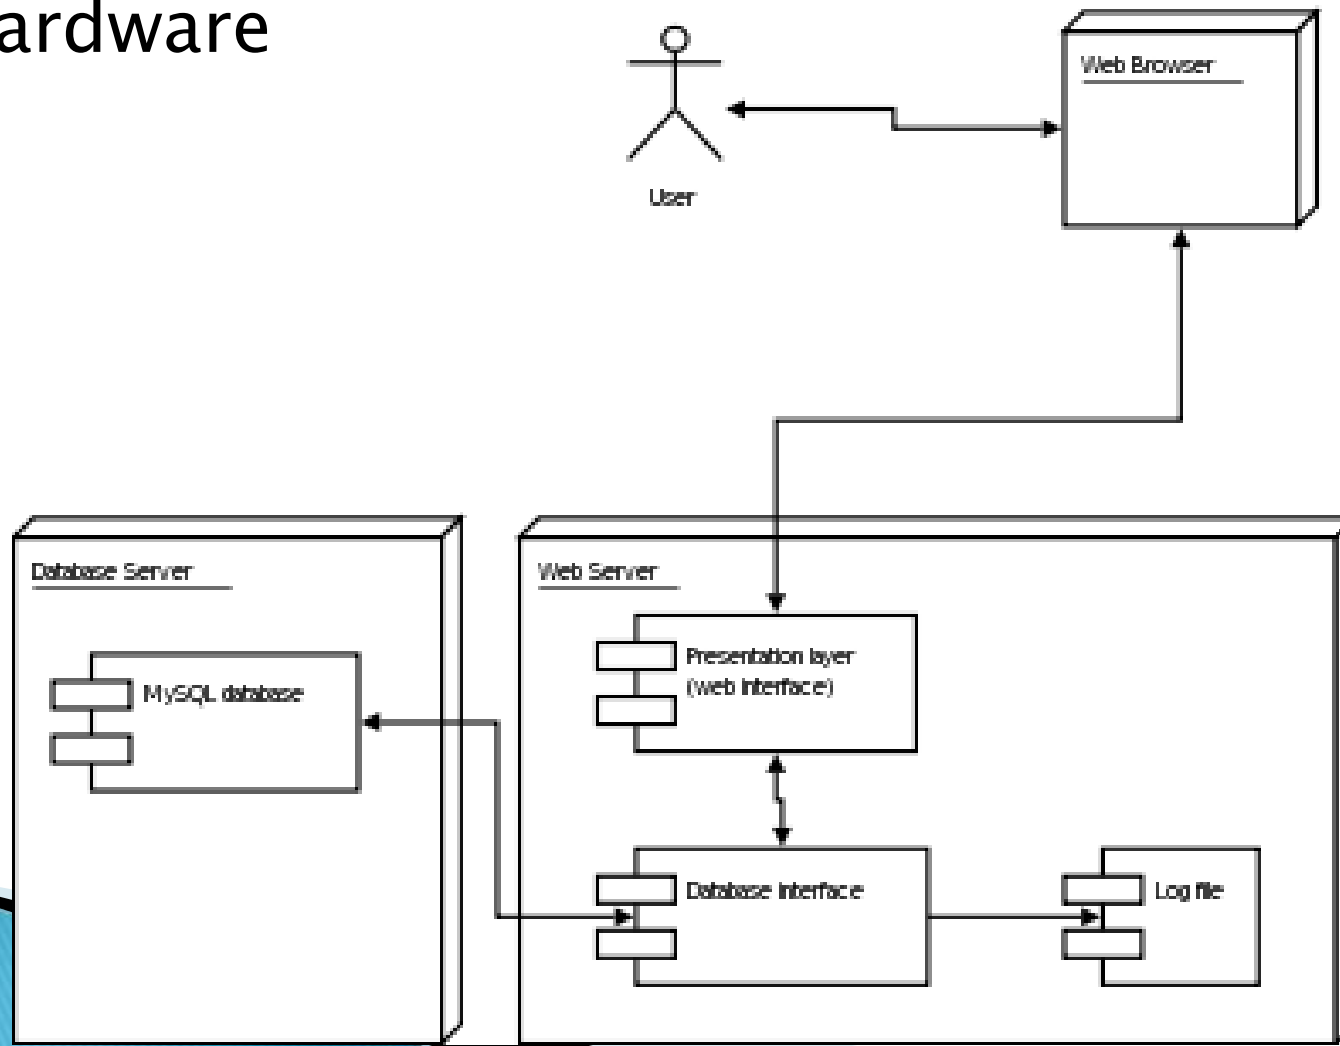 ardware
Web Browser
User
Database Server
Web Server
Presentation layer
(web interface)
MySQL database
Database interface
Log file